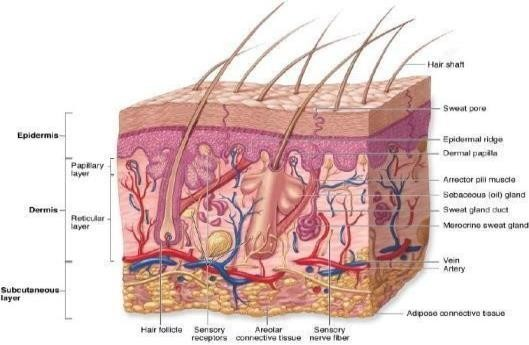 Hair shaft
Sweat pore
Epidermis
Epidermal ridge
Dermal papilla
Papillary
layer
Arrector pili muscle
Sebaceous (oil) gland
Dermis
Reticular
layer
Sweat gland duct
Merocrine sweat gland
Vein
Artery
Subcutaneous
layer
Adipose connective tissue
Hair follicle
Sensory
receptors
Areolar
connective tissue
Sensory
nerve fiber